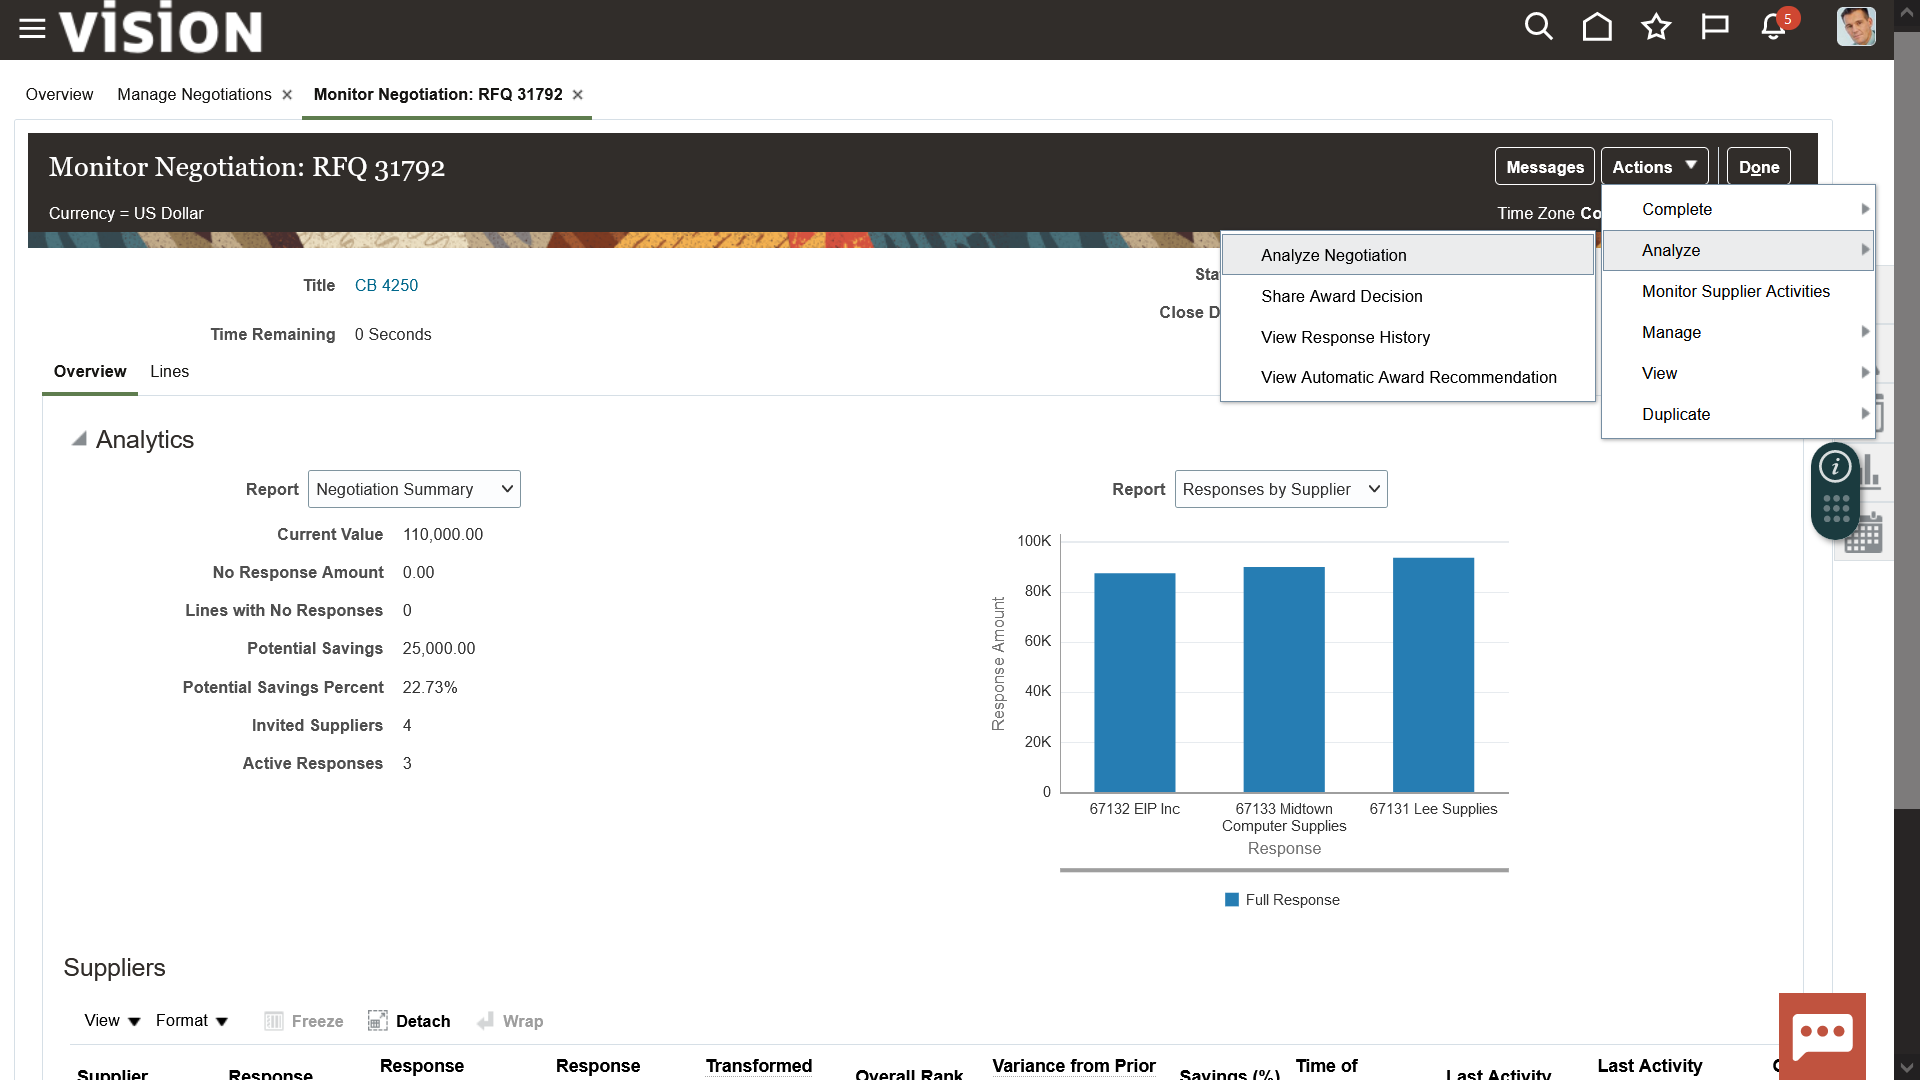 VISION
5
Overview
Manage Negotiations ×
Monitor Negotiation: RFQ 31792 ×
Monitor Negotiation: RFQ 31792
Messages
Actions
Done
Currency = US Dollar
Time Zone Co
Complete
Analyze
Monitor Supplier Activities
Manage
View
Duplicate
Analyze Negotiation
Share Award Decision
View Response History
View Automatic Award Recommendation
Title CB 4250
Time Remaining 0 Seconds
Sta
Close D
Overview
Lines
Analytics
Report Negotiation Summary
Current Value 110,000.00
No Response Amount 0.00
Lines with No Responses 0
Potential Savings 25,000.00
Potential Savings Percent 22.73%
Invited Suppliers 4
Active Responses 3
Report Responses by Supplier
100K
80K
60K
40K
20K
0
Response Amount
67132 EIP Inc
67133 Midtown
Computer Supplies
67131 Lee Supplies
Response
Full Response
i
Suppliers
View
Format
Freeze
Detach
Wrap
Supplier
Response
Response
Response
Transformed
Overall Rank
Variance from Prior
Savings (%)
Time of
Last Activity
Last Activity